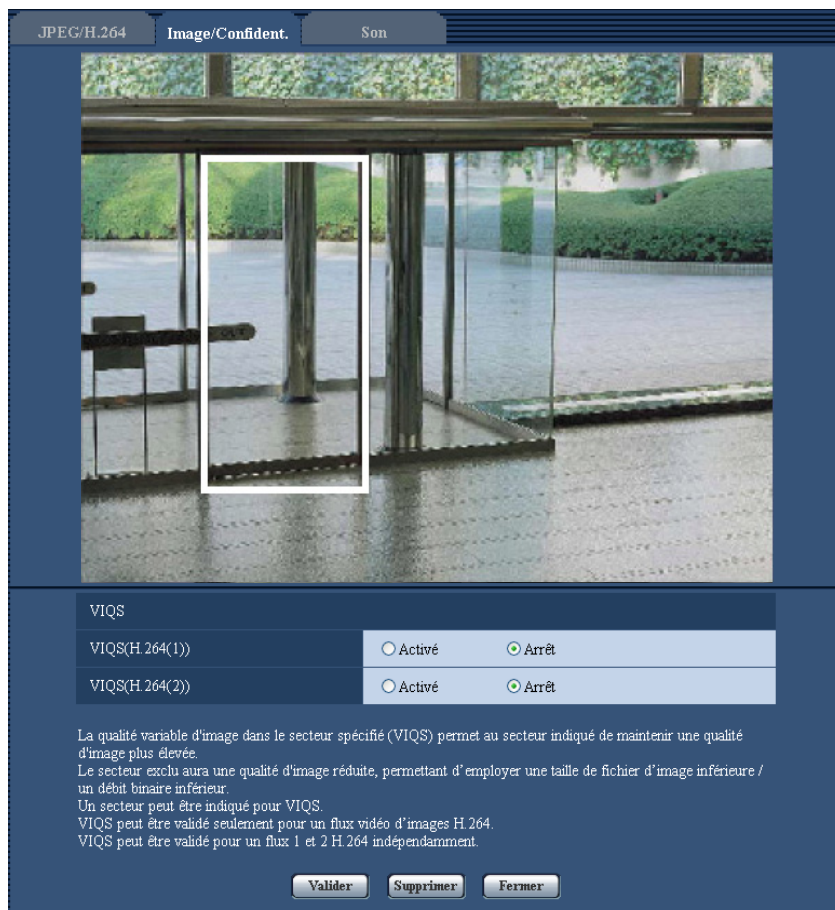 JPEG/H.264 Image/Confident. Son
VIQS
VIQS(H.264(1)) Activé Arrêt
VIQS(H.264(2)) Activé Arrêt
La qualité variable d'image dans le secteur spécifié (VIQS) permet au secteur indiqué de maintenir une qualité
d'image plus élevée.
Le secteur exclu aura une qualité d'image réduite, permettant d’employer une taille de fichier d’image inférieure /
un débit binaire inférieur.
Un secteur peut être indiqué pour VIQS.
VIQS peut être validé seulement pour un flux vidéo d’images H.264.
VIQS peut être validé pour un flux 1 et 2 H.264 indépendamment.
Valider Supprimer Fermer